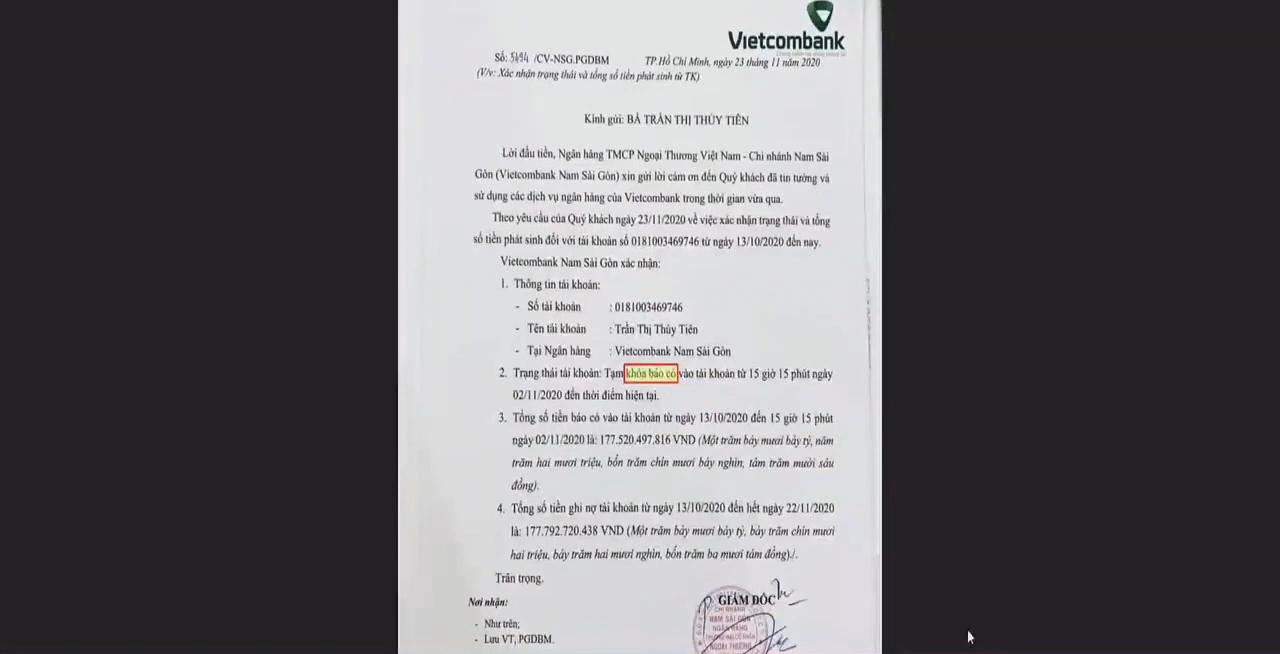 Vietcombank
Số: 5494 /CV-NSG.PGDBM
TP. Hồ Chí Minh, ngày 23 tháng 11 năm 2020
(V/v: Xác nhận trạng thái và tổng số tiền phát sinh từ TK)
Kính gửi: BÀ TRẦN THỊ THỦY TIÊN
Lời đầu tiên, Ngân hàng TMCP Ngoại Thương Việt Nam - Chi nhánh Nam Sài
Gòn (Vietcombank Nam Sài Gòn) xin gửi lời cám ơn đến Quý khách đã tin tưởng và
sử dụng các dịch vụ ngân hàng của Vietcombank trong thời gian vừa qua.
Theo yêu cầu của Quý khách ngày 23/11/2020 về việc xác nhận trạng thái và tổng
số tiền phát sinh đối với tài khoản số 0181003469746 từ ngày 13/10/2020 đến nay.
Vietcombank Nam Sài Gòn xác nhận:
1. Thông tin tài khoản:
- Số tài khoản : 0181003469746
- Tên tài khoản : Trần Thị Thủy Tiên
- Tại Ngân hàng : Vietcombank Nam Sài Gòn
2. Trạng thái tài khoản: Tạm khóa báo có vào tài khoản từ 15 giờ 15 phút ngày
02/11/2020 đến thời điểm hiện tại.
3. Tổng số tiền báo có vào tài khoản từ ngày 13/10/2020 đến 15 giờ 15 phút
ngày 02/11/2020 là: 177.520.497.816 VND (Một trăm bảy mươi bảy tỷ, năm
trăm hai mươi triệu, bốn trăm chín mươi bảy nghìn, tám trăm mười sáu
đồng).
4. Tổng số tiền ghi nợ tài khoản từ ngày 13/10/2020 đến hết ngày 22/11/2020
là: 177.792.720.438 VND (Một trăm bảy mươi bảy tỷ, bảy trăm chín mươi
hai triệu, bảy trăm hai mươi nghìn, bốn trăm ba mươi tám đồng)./.
Trân trọng.
Nơi nhận:
- Như trên;
- Lưu VT, PGDBM.
GIÁM ĐỐC
CHI NHÁNH
NAM SÀI GÒN
NGÂN HÀNG
NGOẠI THƯƠNG